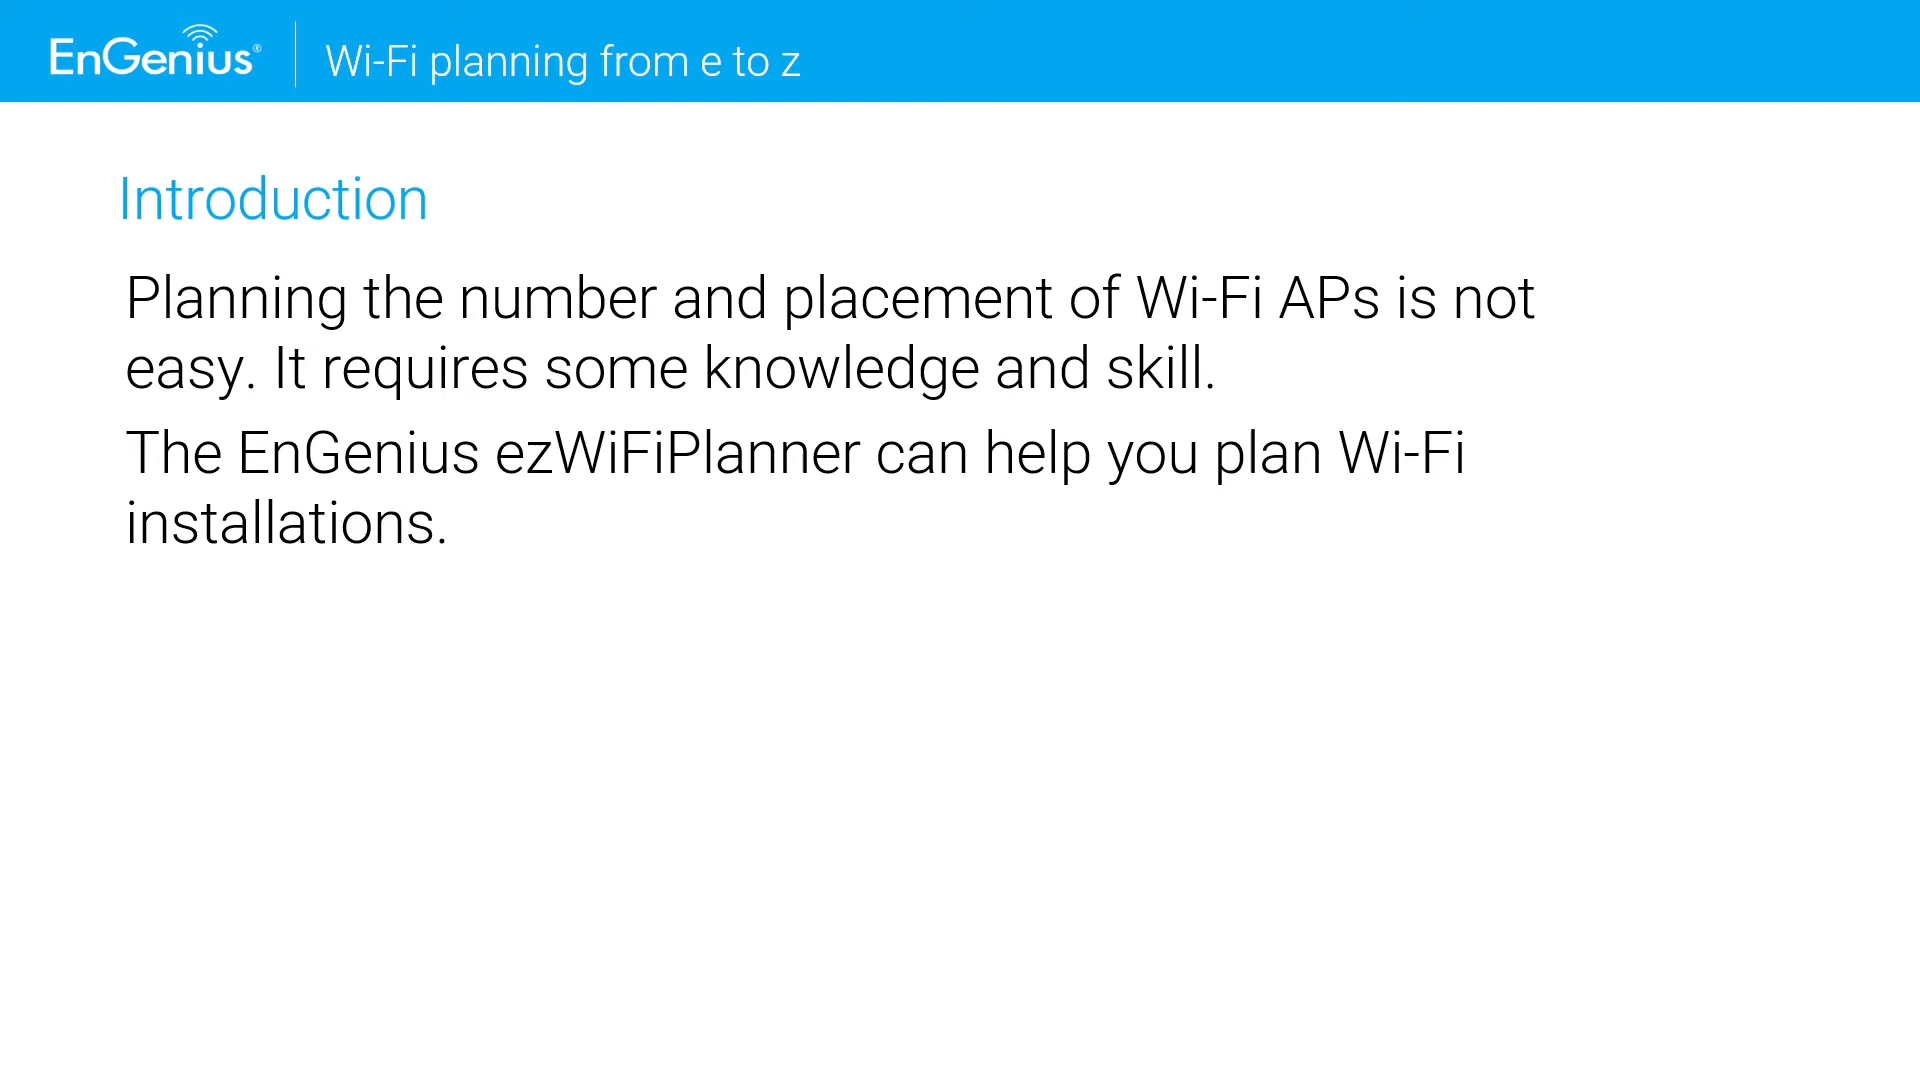 EnGenius® Wi-Fi planning from e to z
Introduction
Planning the number and placement of Wi-Fi APs is not
easy. It requires some knowledge and skill.
The EnGenius ezWiFiPlanner can help you plan Wi-Fi
installations.